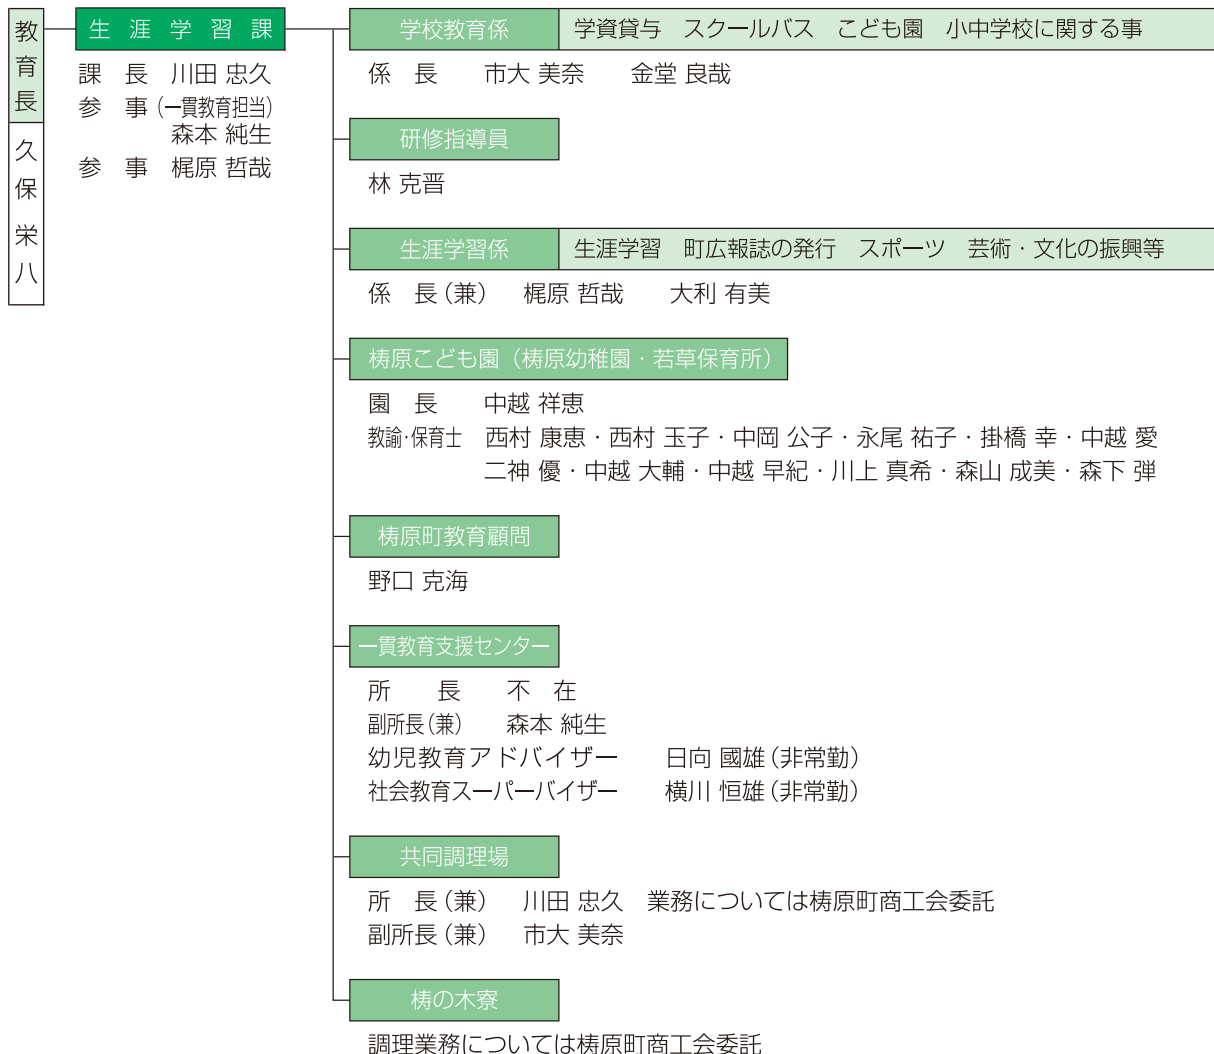 教育長
久保栄八
生涯学習課
課　長　川田 忠久
参　事（一貫教育担当）
森本 純生
参　事　梶原 哲哉
学校教育係　学資貸与　スクールバス　こども園　小中学校に関する事
係　長　市大 美奈　金堂 良哉
研修指導員
林 克晋
生涯学習係　生涯学習　町広報誌の発行　スポーツ　芸術・文化の振興等
係　長（兼）　梶原 哲哉　大利 有美
梼原こども園（梼原幼稚園・若草保育所）
園　長　中越 祥恵
教諭・保育士　西村 康恵・西村 玉子・中岡 公子・永尾 祐子・掛橋 幸・中越 愛
二神 優・中越 大輔・中越 早紀・川上 真希・森山 成美・森下 弾
梼原町教育顧問
野口 克海
一貫教育支援センター
所　長　不　在
副所長（兼）　森本 純生
幼児教育アドバイザー　日向 國雄（非常勤）
社会教育スーパーバイザー　横川 恒雄（非常勤）
共同調理場
所　長（兼）　川田 忠久　業務については梼原町商工会委託
副所長（兼）　市大 美奈
梼の木寮
調理業務については梼原町商工会委託